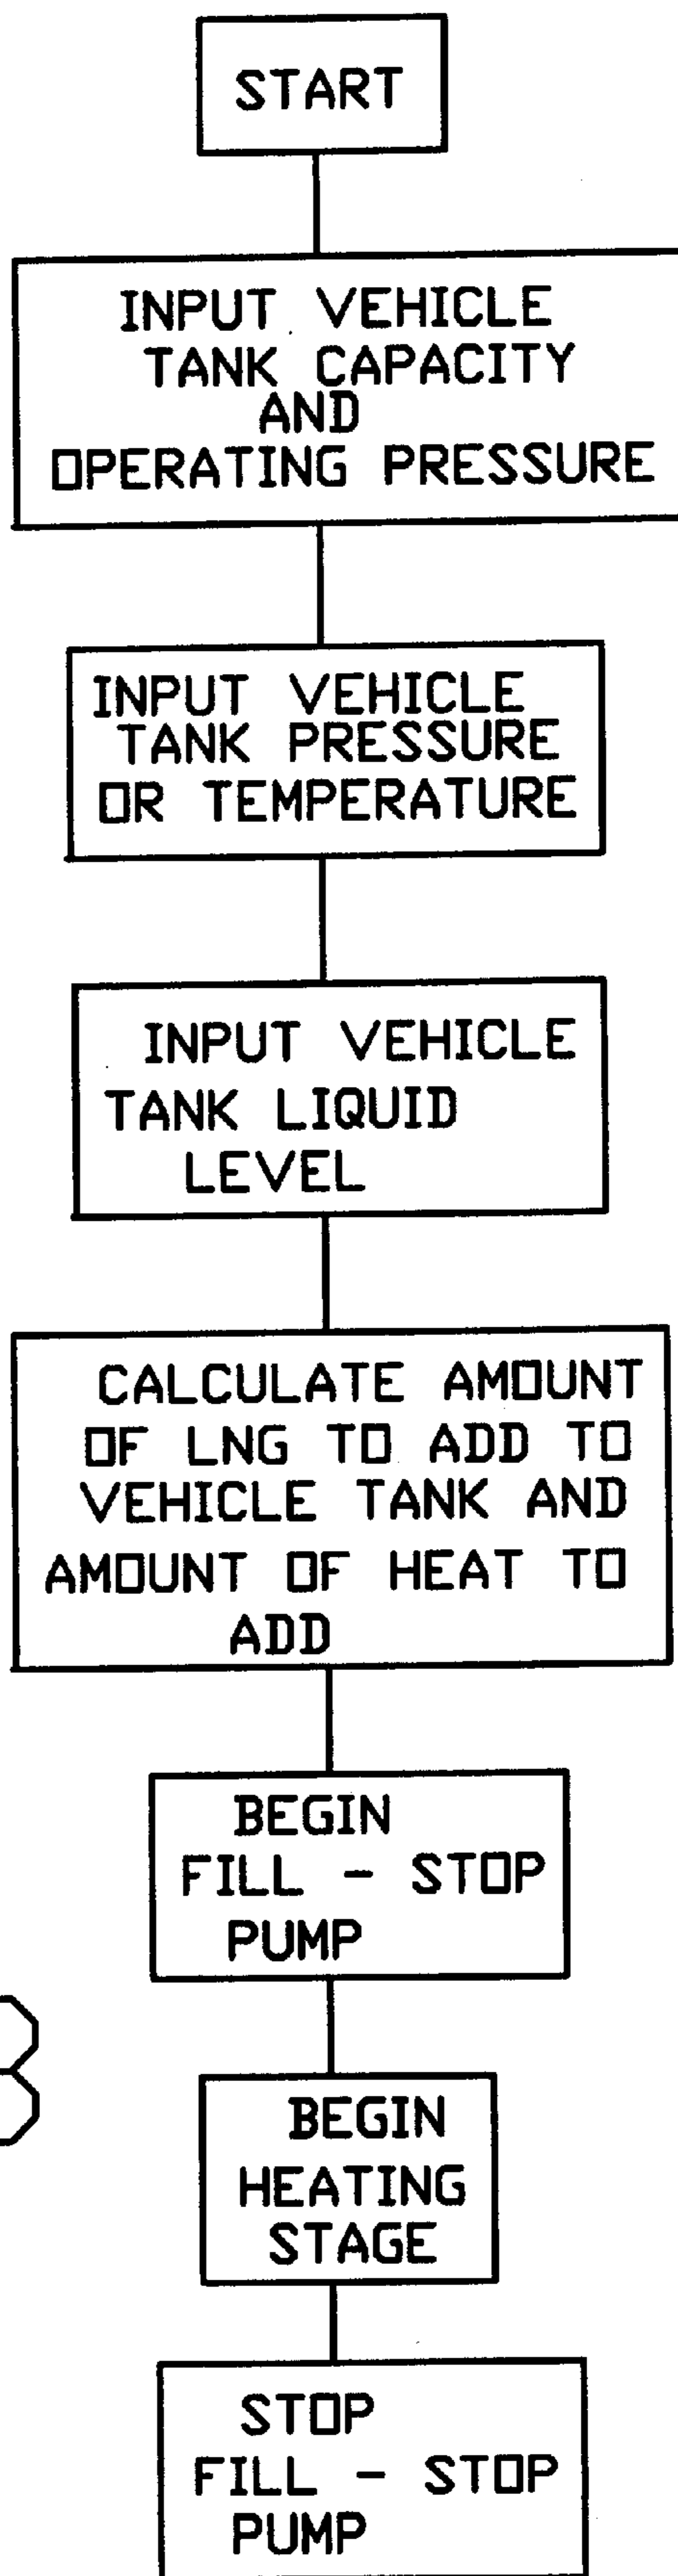 START
INPUT VEHICLE
TANK CAPACITY
AND
OPERATING PRESSURE
INPUT VEHICLE
TANK PRESSURE
OR TEMPERATURE
INPUT VEHICLE
TANK LIQUID
LEVEL
CALCULATE AMOUNT
OF LNG TO ADD TO
VEHICLE TANK AND
AMOUNT OF HEAT TO
ADD
BEGIN
FILL - STOP
PUMP
BEGIN
HEATING
STAGE
STOP
FILL - STOP
PUMP